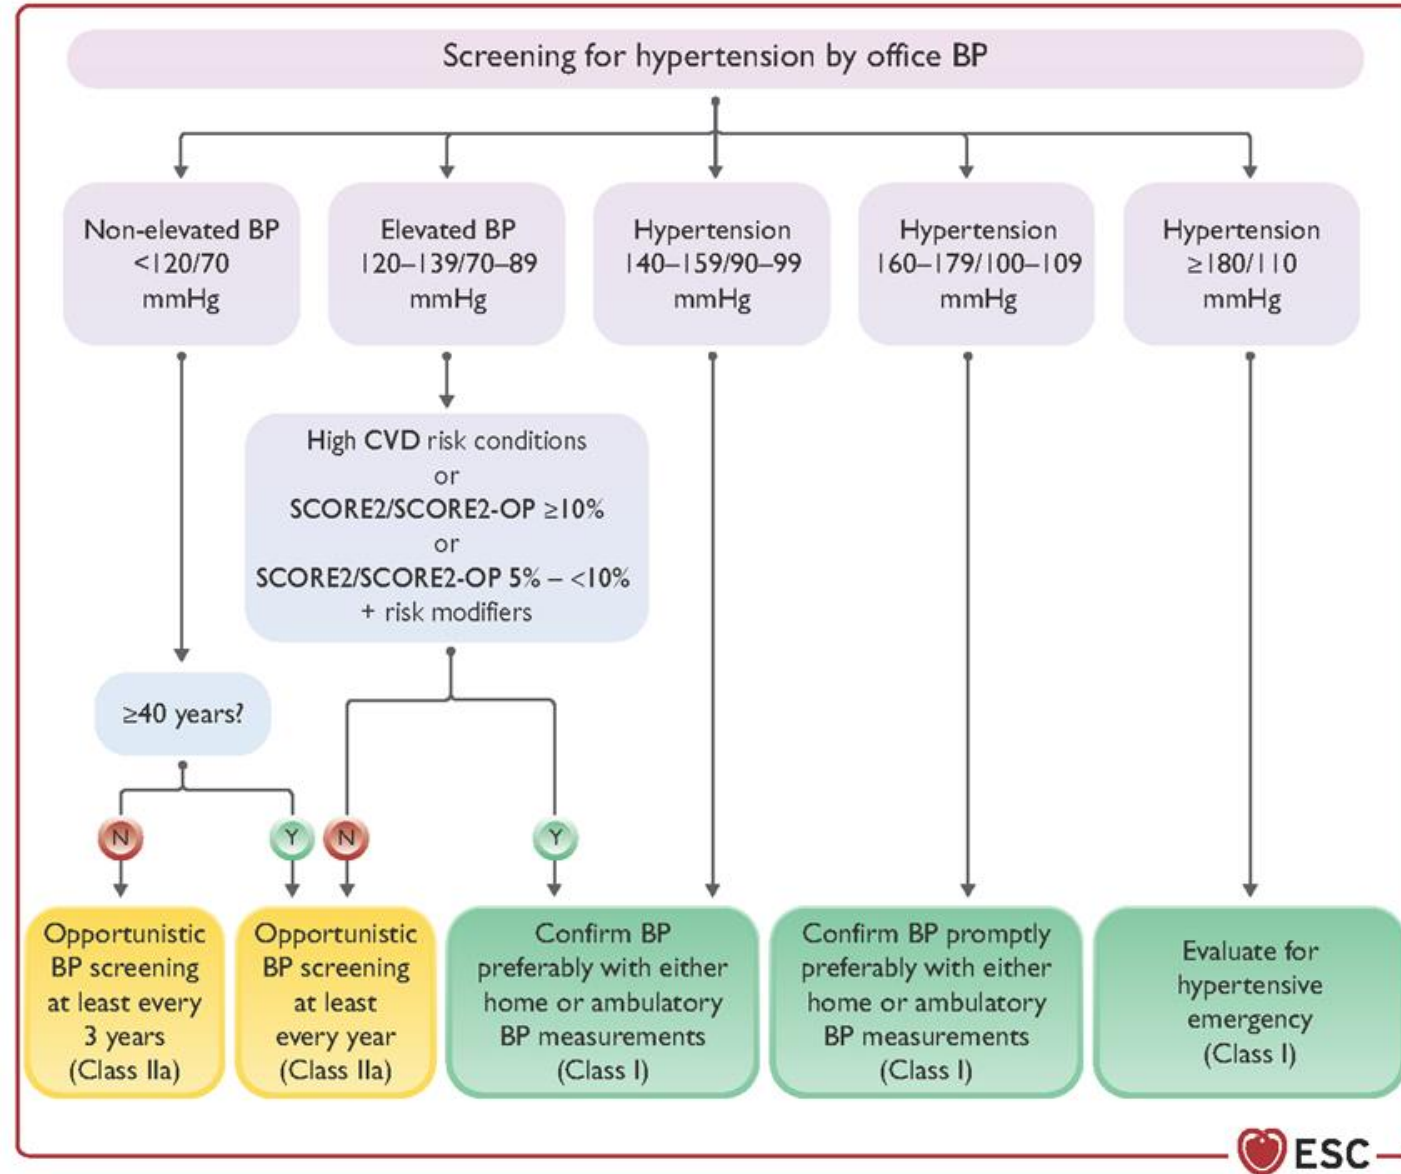 Screening for hypertension by office BP
Non-elevated BP
<120/70
mmHg
Elevated BP
120–139/70–89
mmHg
Hypertension
140–159/90–99
mmHg
Hypertension
160–179/100–109
mmHg
Hypertension
≥180/110
mmHg
High CVD risk conditions
or
SCORE2/SCORE2-OP ≥10%
or
SCORE2/SCORE2-OP 5% – <10%
+ risk modifiers
≥40 years?
N
Y
N
Y
Opportunistic
BP screening
at least every
3 years
(Class IIa)
Opportunistic
BP screening
at least
every year
(Class IIa)
Confirm BP
preferably with either
home or ambulatory
BP measurements
(Class I)
Confirm BP promptly
preferably with either
home or ambulatory
BP measurements
(Class I)
Evaluate for
hypertensive
emergency
(Class I)
ESC